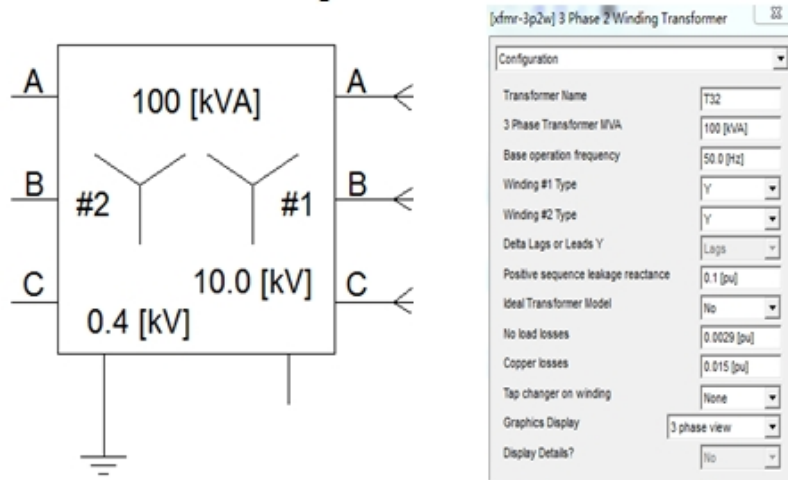 A
100 [kVA]
A
B
#2
#1
B
C
10.0 [kV]
C
0.4 [kV]
[xfmr-3p2w] 3 Phase 2 Winding Transformer
Configuration
Transformer Name
T32
3 Phase Transformer MVA
100 [kVA]
Base operation frequency
50.0 [Hz]
Winding #1 Type
Y
Winding #2 Type
Y
Delta Lags or Leads Y
Lags
Positive sequence leakage reactance
0.1 [pu]
Ideal Transformer Model
No
No load losses
0.0029 [pu]
Copper losses
0.015 [pu]
Tap changer on winding
None
Graphics Display
3 phase view
Display Details?
No